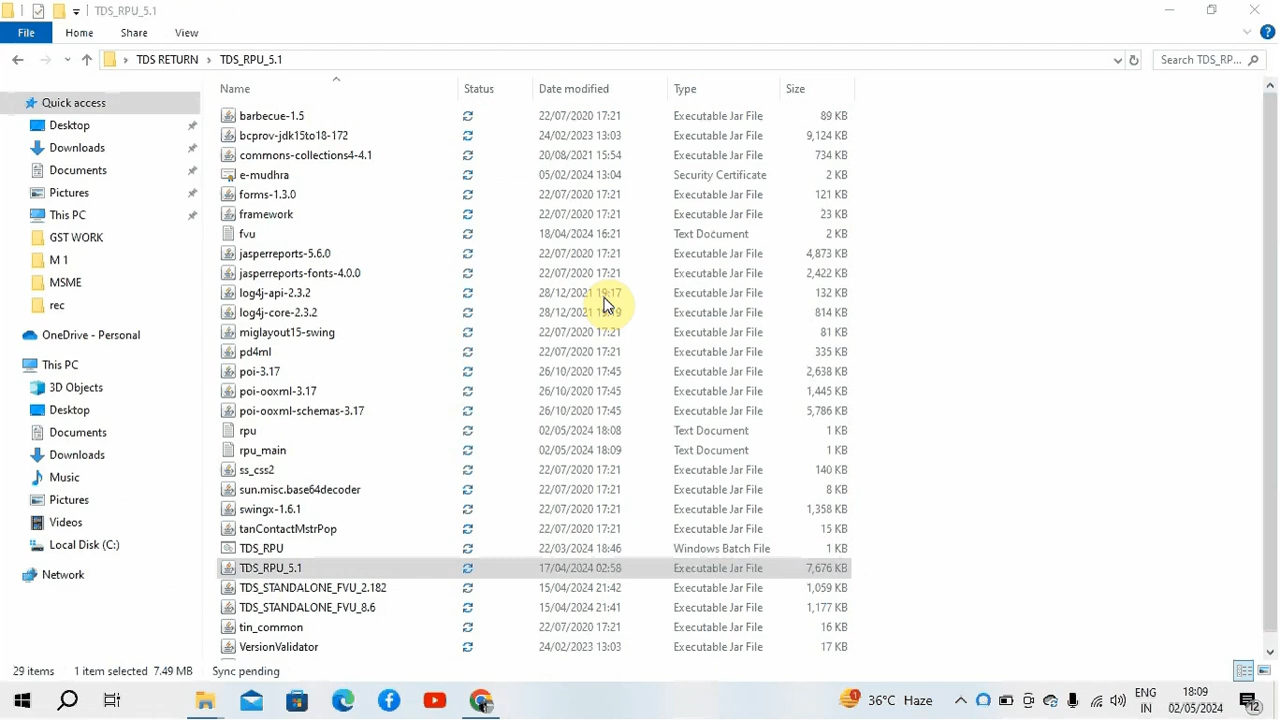 TDS_RPU_5.1
File Home Share View
TDS RETURN TDS_RPU_5.1 Search TDS_RP...
Name Status Date modified Type Size
Quick access
Desktop
Downloads
Documents
Pictures
This PC
GST WORK
M 1
MSME
rec
OneDrive - Personal
This PC
3D Objects
Desktop
Documents
Downloads
Music
Pictures
Videos
Local Disk (C:)
Network
barbecue-1.5 22/07/2020 17:21 Executable Jar File 89 KB
bcprov-jdk15to18-172 24/02/2023 13:03 Executable Jar File 9,124 KB
commons-collections4-4.1 20/08/2021 15:54 Executable Jar File 734 KB
e-mudhra 05/02/2024 13:04 Security Certificate 2 KB
forms-1.3.0 22/07/2020 17:21 Executable Jar File 121 KB
framework 22/07/2020 17:21 Executable Jar File 23 KB
fvu 18/04/2024 16:21 Text Document 2 KB
jasperreports-5.6.0 22/07/2020 17:21 Executable Jar File 4,873 KB
jasperreports-fonts-4.0.0 22/07/2020 17:21 Executable Jar File 2,422 KB
log4j-api-2.3.2 28/12/2021 19:17 Executable Jar File 132 KB
log4j-core-2.3.2 28/12/2021 Executable Jar File 814 KB
miglayout15-swing 22/07/2020 17:21 Executable Jar File 81 KB
pd4ml 22/07/2020 17:21 Executable Jar File 335 KB
poi-3.17 26/10/2020 17:45 Executable Jar File 2,638 KB
poi-ooxml-3.17 26/10/2020 17:45 Executable Jar File 1,445 KB
poi-ooxml-schemas-3.17 26/10/2020 17:45 Executable Jar File 5,786 KB
rpu 02/05/2024 18:08 Text Document 1 KB
rpu_main 02/05/2024 18:09 Text Document 1 KB
ss_css2 22/07/2020 17:21 Executable Jar File 140 KB
sun.misc.base64decoder 22/07/2020 17:21 Executable Jar File 8 KB
swingx-1.6.1 22/07/2020 17:21 Executable Jar File 1,358 KB
tanContactMstrPop 22/07/2020 17:21 Executable Jar File 15 KB
TDS_RPU 22/03/2024 18:46 Windows Batch File 1 KB
TDS_RPU_5.1 17/04/2024 02:58 Executable Jar File 7,676 KB
TDS_STANDALONE_FVU_2.182 15/04/2024 21:42 Executable Jar File 1,059 KB
TDS_STANDALONE_FVU_8.6 15/04/2024 21:41 Executable Jar File 1,177 KB
tin_common 22/07/2020 17:21 Executable Jar File 16 KB
VersionValidator 24/02/2023 13:03 Executable Jar File 17 KB
29 items 1 item selected 7.49 MB Sync pending
36°C Haze ENG 18:09
IN 02/05/2024 12